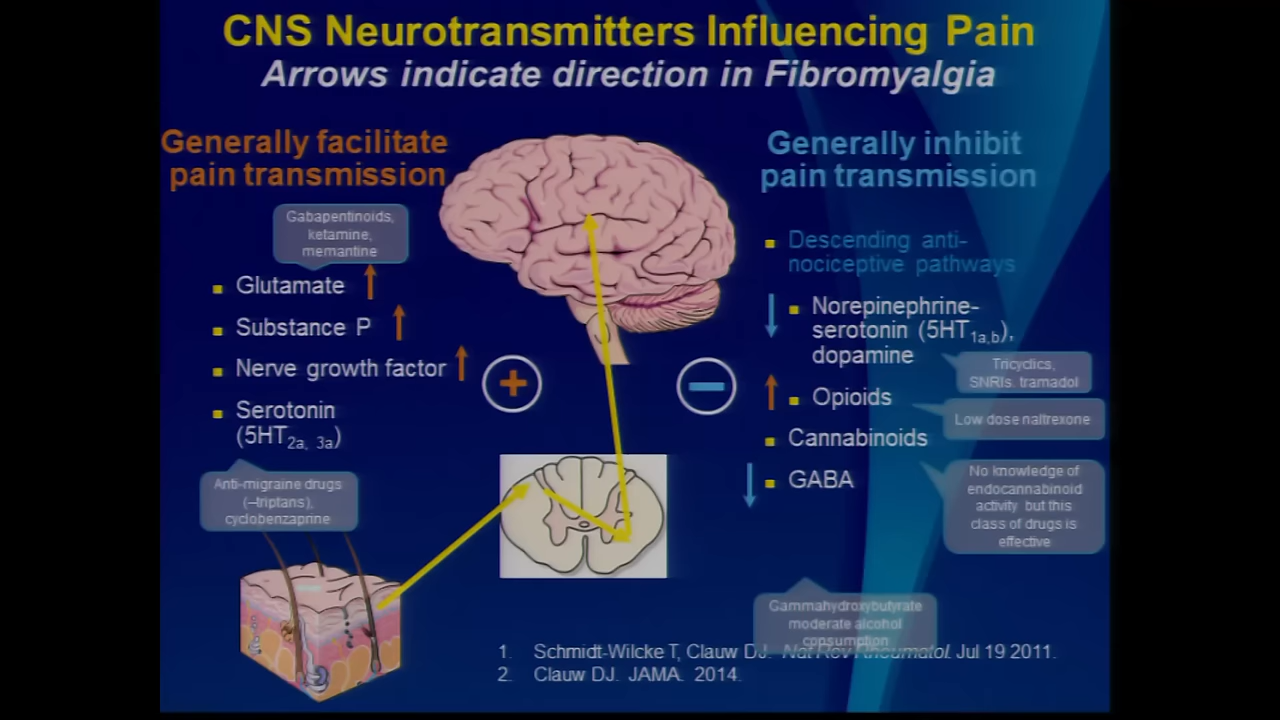 CNS Neurotransmitters Influencing Pain
Arrows indicate direction in Fibromyalgia
Generally facilitate
pain transmission
Gabapentinoids,
ketamine,
memantine
Glutamate
Substance P
Nerve growth factor
Serotonin
(5HT2a, 3a)
Anti-migraine drugs
(–triptans),
cyclobenzaprine
+
–
Generally inhibit
pain transmission
Descending anti-
nociceptive pathways
Norepinephrine-
serotonin (5HT1a,b),
dopamine
Tricyclics,
SNRIs. tramadol
Opioids
Low dose naltrexone
Cannabinoids
No knowledge of
endocannabinoid
activity but this
class of drugs is
effective
GABA
Gammahydroxybutyrate
moderate alcohol
consumption
1. Schmidt-Wilcke T, Clauw DJ. Nat Rev Rheumatol. Jul 19 2011.
2. Clauw DJ. JAMA. 2014.